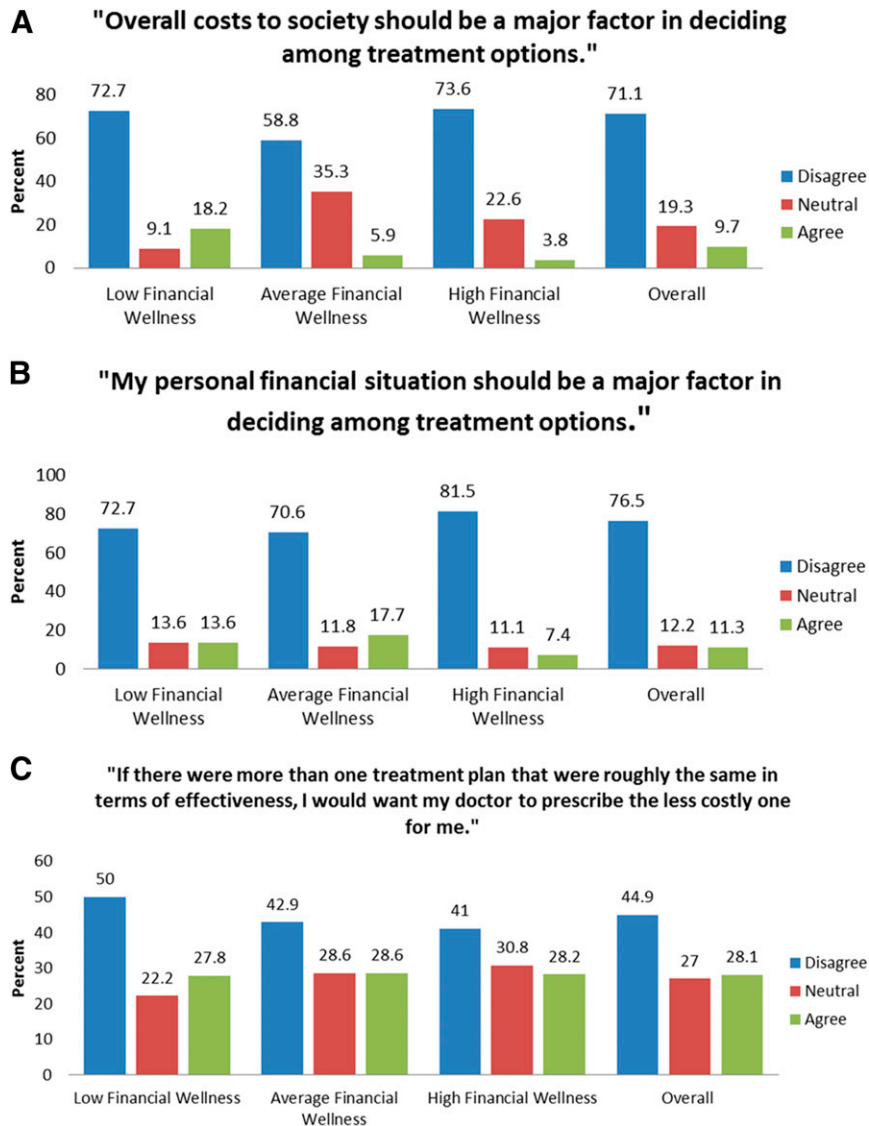 A
"Overall costs to society should be a major factor in deciding
among treatment options."
80
60
40
20
0
Percent
72.7
9.1
18.2
58.8
35.3
5.9
73.6
22.6
3.8
71.1
19.3
9.7
Disagree
Neutral
Agree
Low Financial
Wellness
Average Financial
Wellness
High Financial
Wellness
Overall
B
"My personal financial situation should be a major factor in
deciding among treatment options."
100
80
60
40
20
0
Percent
72.7
13.6
13.6
70.6
11.8
17.7
81.5
11.1
7.4
76.5
12.2
11.3
Disagree
Neutral
Agree
Low Financial
Wellness
Average Financial
Wellness
High Financial
Wellness
Overall
C
"If there were more than one treatment plan that were roughly the same in
terms of effectiveness, I would want my doctor to prescribe the less costly one
for me."
60
50
40
30
20
10
0
Percent
50
22.2
27.8
42.9
28.6
28.6
41
30.8
28.2
44.9
27
28.1
Disagree
Neutral
Agree
Low Financial Wellness
Average Financial
Wellness
High Financial Wellness
Overall